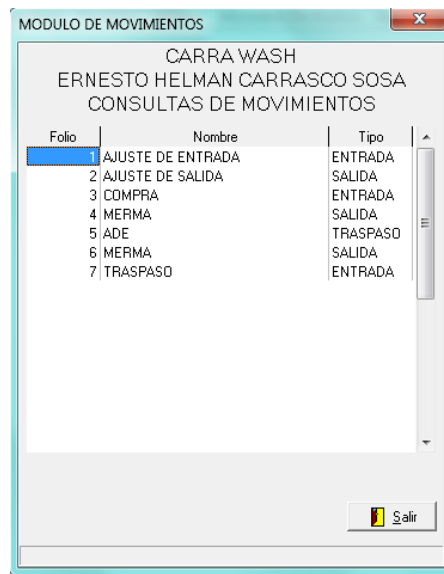 MODULO DE MOVIMIENTOS
CARRA WASH
ERNESTO HELMAN CARRASCO SOSA
CONSULTAS DE MOVIMIENTOS
Folio Nombre Tipo
1 AJUSTE DE ENTRADA ENTRADA
2 AJUSTE DE SALIDA SALIDA
3 COMPRA ENTRADA
4 MERMA SALIDA
5 ADE TRASPASO
6 MERMA SALIDA
7 TRASPASO ENTRADA
Salir